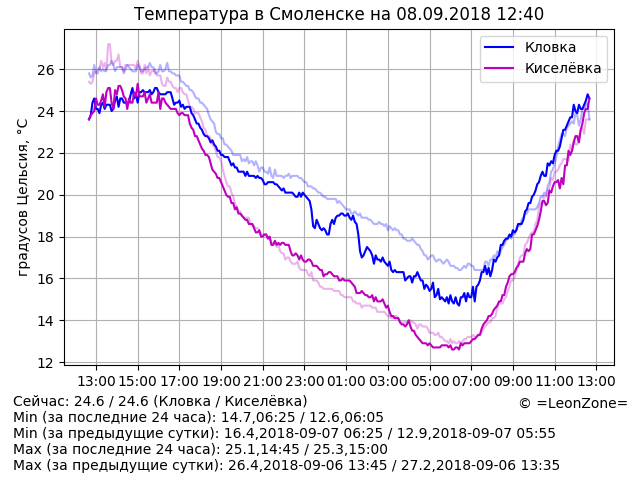 Температура в Смоленске на 08.09.2018 12:40
Кловка
Киселёвка
градусов Цельсия, °C
26
24
22
20
18
16
14
12
13:00 15:00 17:00 19:00 21:00 23:00 01:00 03:00 05:00 07:00 09:00 11:00 13:00
Сейчас: 24.6 / 24.6 (Кловка / Киселёвка)
© =LeonZone=
Min (за последние 24 часа): 14.7,06:25 / 12.6,06:05
Min (за предыдущие сутки): 16.4,2018-09-07 06:25 / 12.9,2018-09-07 05:55
Max (за последние 24 часа): 25.1,14:45 / 25.3,15:00
Max (за предыдущие сутки): 26.4,2018-09-06 13:45 / 27.2,2018-09-06 13:35